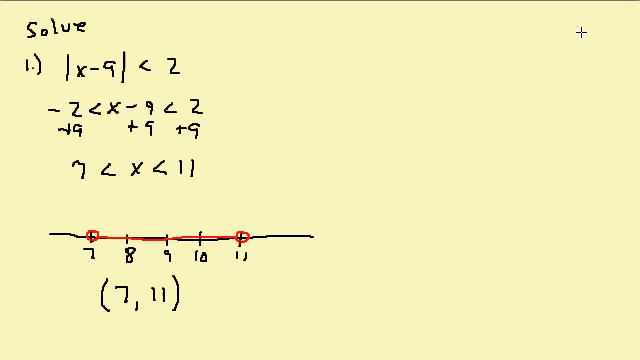 Solve
1.) |x-9| < 2
-2 < x - 9 < 2
+9 +9 +9
7 < x < 11
7 8 9 10 11
(7, 11)